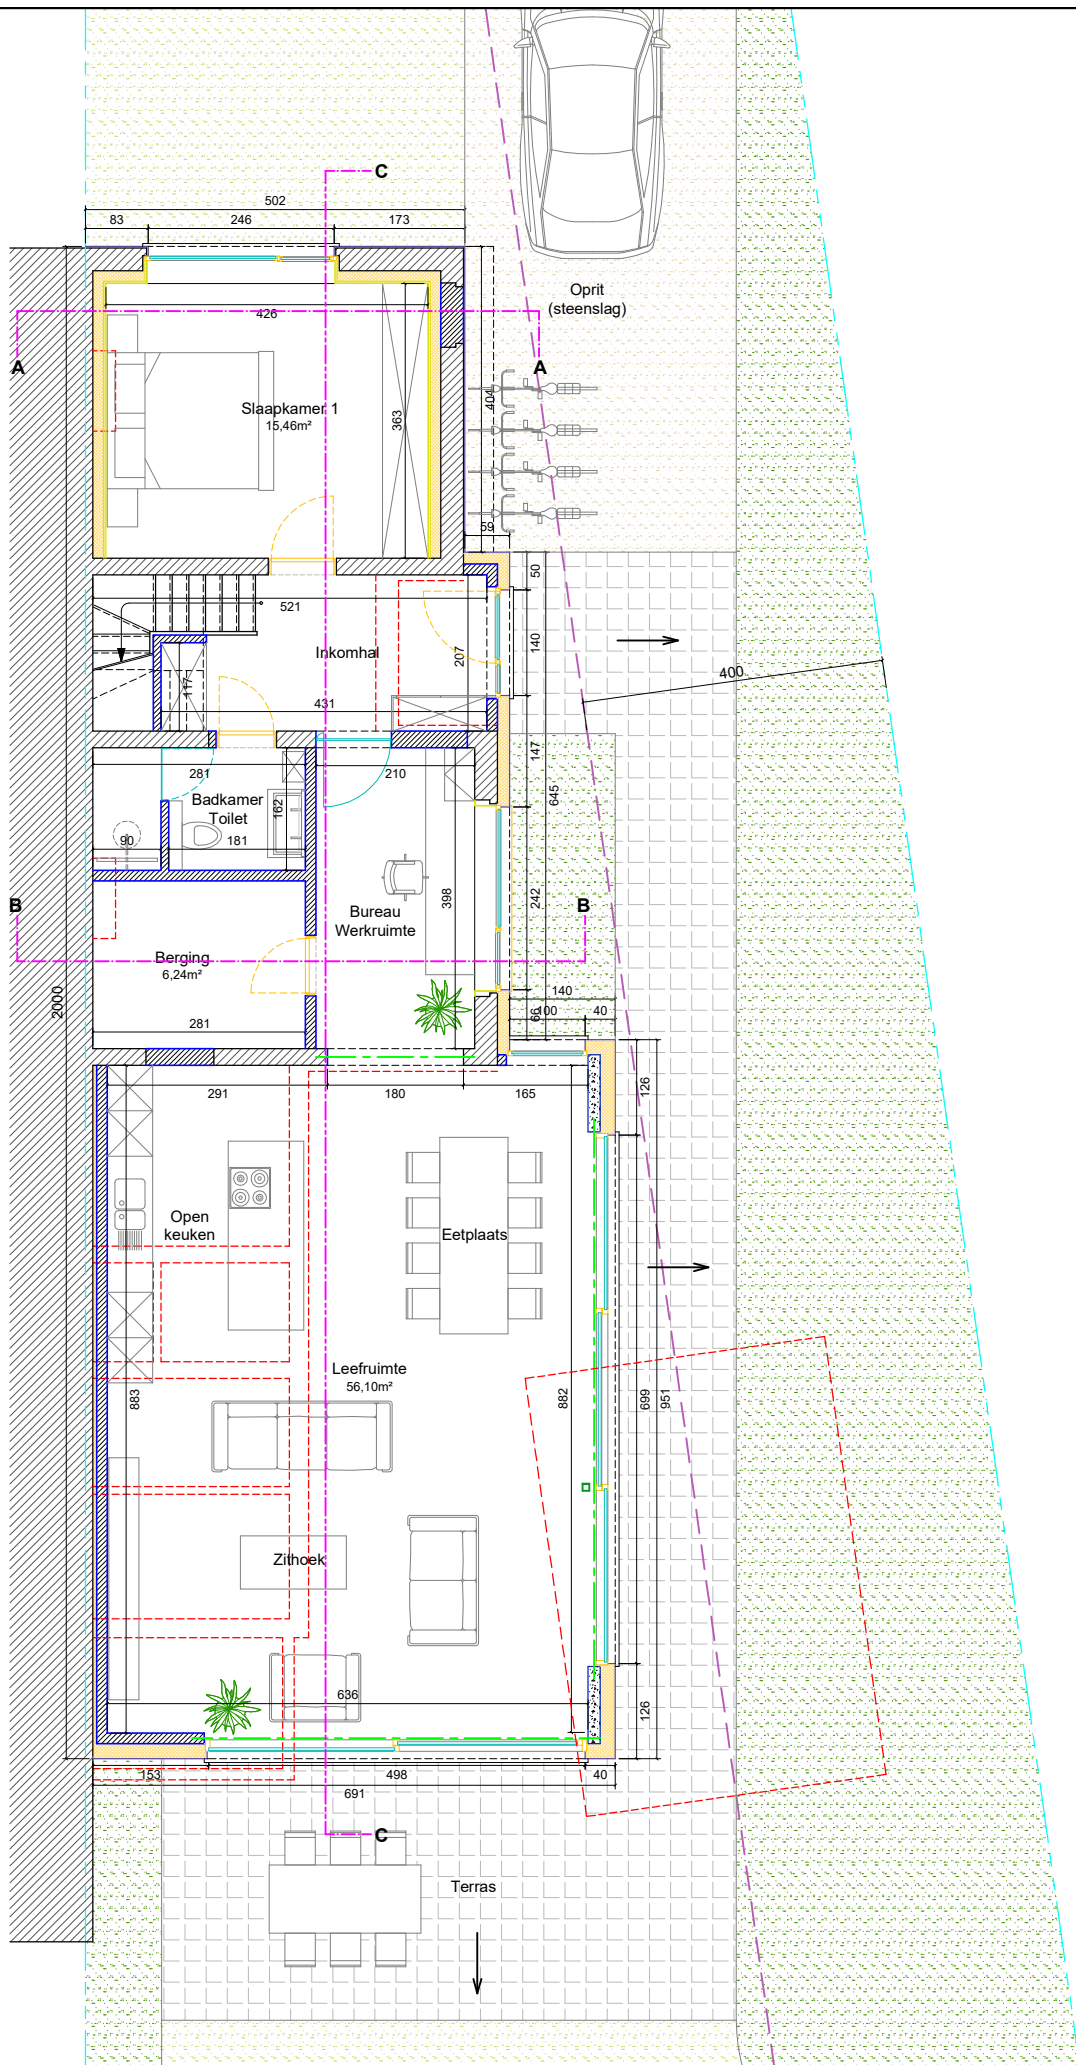 C
502
83 246 173
Oprit
(steenslag)
426
A A
404
Slaapkamer 1
15,46m²
363
59
50
521
140
Inkomhal
207
400
117
431
147
281 210
645
Badkamer
Toilet
162
90 181
242
398
B B
Bureau
Werkruimte
Berging
6,24m²
140
2000
66
100 40
281
126
291 180 165
Open
keuken
Eetplaats
Leefruimte
56,10m²
883
882
699
951
Zithoek
636
126
153 498 40
691
C
Terras